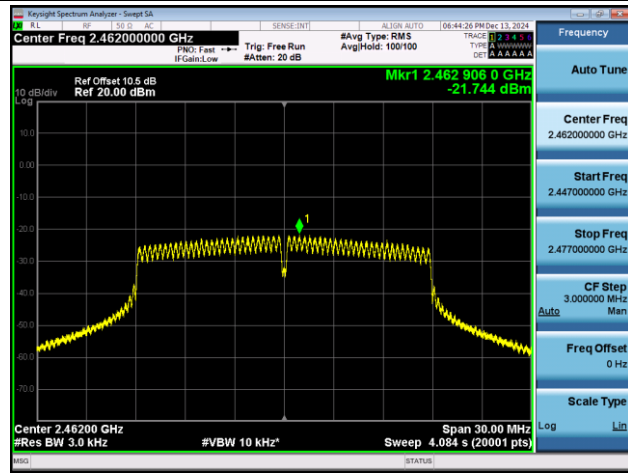 Keysight Spectrum Analyzer - Swept SA
RL RF 50 Ω AC SENSE:INT ALIGN AUTO 06:44:26 PM Dec 13, 2024
Center Freq 2.462000000 GHz
PNO: Fast Trig: Free Run
IFGain:Low #Atten: 20 dB
#Avg Type: RMS
Avg|Hold: 100/100
TRACE 1 2 3 4 5 6
TYPE A W W W W W
DET A A A A A A
Ref Offset 10.5 dB
10 dB/div Ref 20.00 dBm
Log
Mkr1 2.462 906 0 GHz
-21.744 dBm
10.0
0.00
-10.0
-20.0
-30.0
-40.0
-50.0
-60.0
-70.0
1
Center 2.46200 GHz Span 30.00 MHz
#Res BW 3.0 kHz #VBW 10 kHz* Sweep 4.084 s (20001 pts)
MSG STATUS
Frequency
Auto Tune
Center Freq
2.462000000 GHz
Start Freq
2.447000000 GHz
Stop Freq
2.477000000 GHz
CF Step
3.000000 MHz
Auto Man
Freq Offset
0 Hz
Scale Type
Log Lin